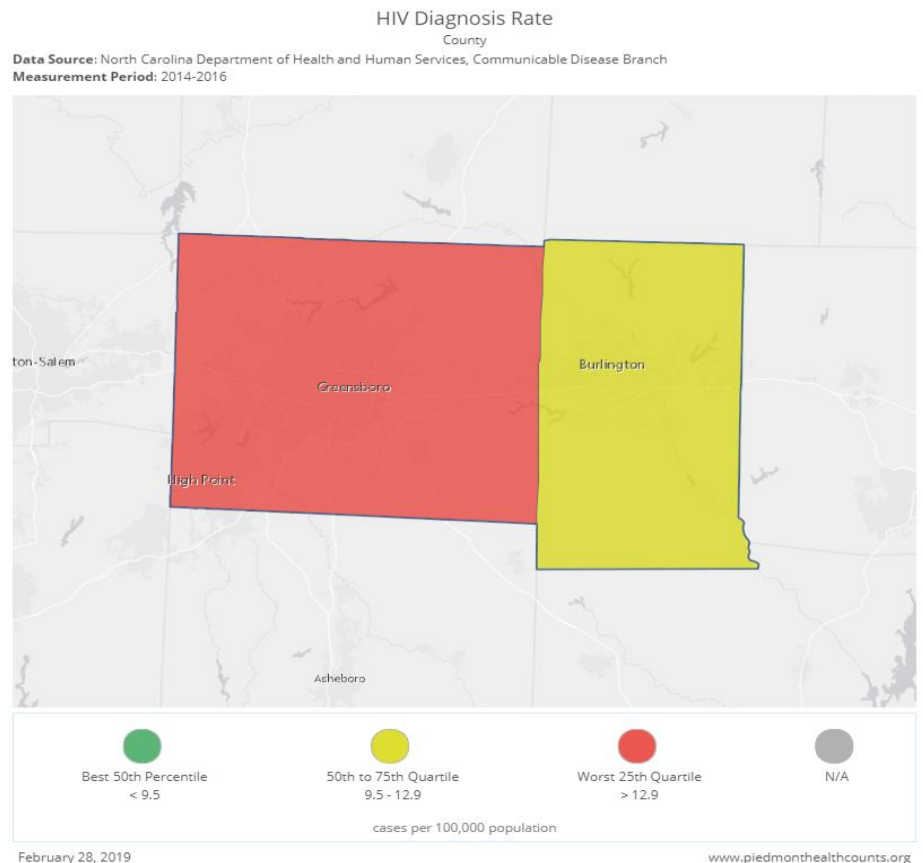 HIV Diagnosis Rate
County
Data Source: North Carolina Department of Health and Human Services, Communicable Disease Branch
Measurement Period: 2014-2016
ton-Salem
Burlington
Greensboro
High Point
Asheboro
Best 50th Percentile
< 9.5
50th to 75th Quartile
9.5 - 12.9
Worst 25th Quartile
> 12.9
N/A
cases per 100,000 population
February 28, 2019
www.piedmonthealthcounts.org